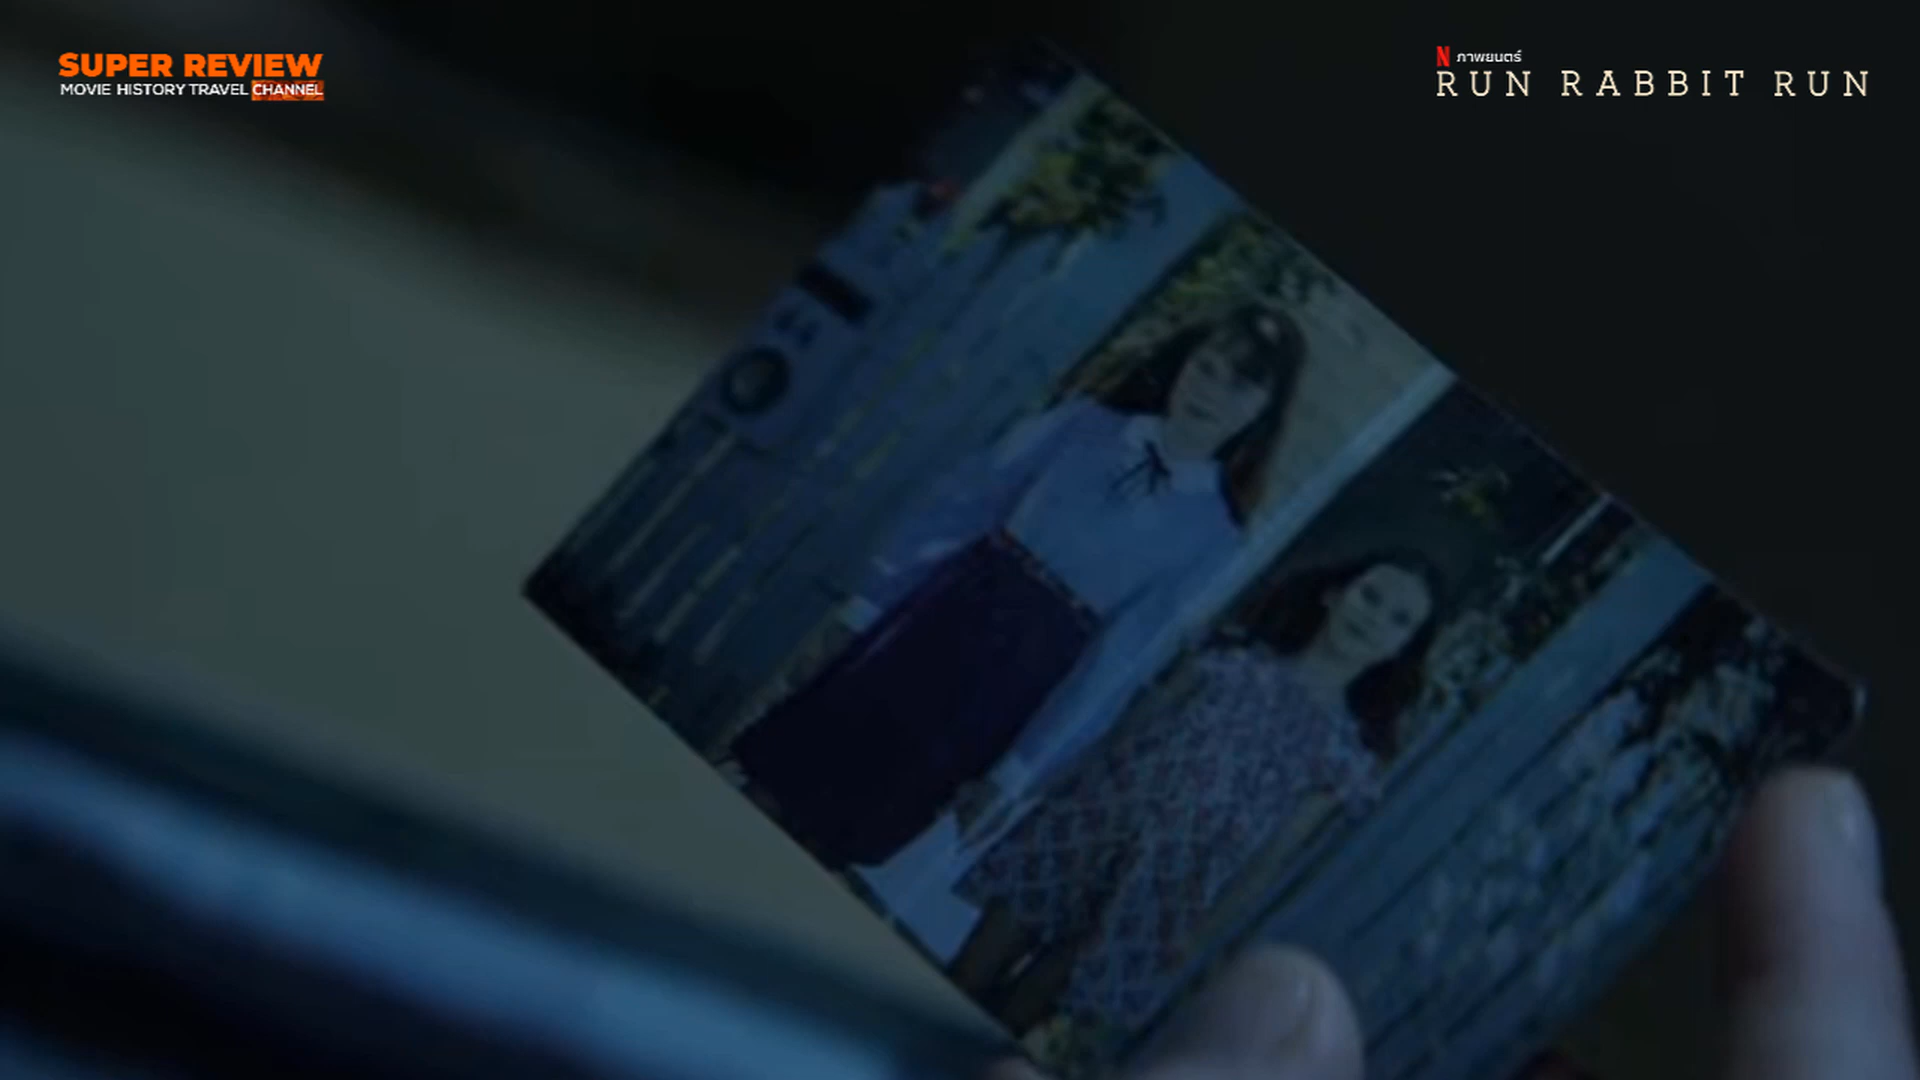 SUPER REVIEW
MOVIE HISTORY TRAVEL CHANNEL
ภาพยนตร์
RUN RABBIT RUN